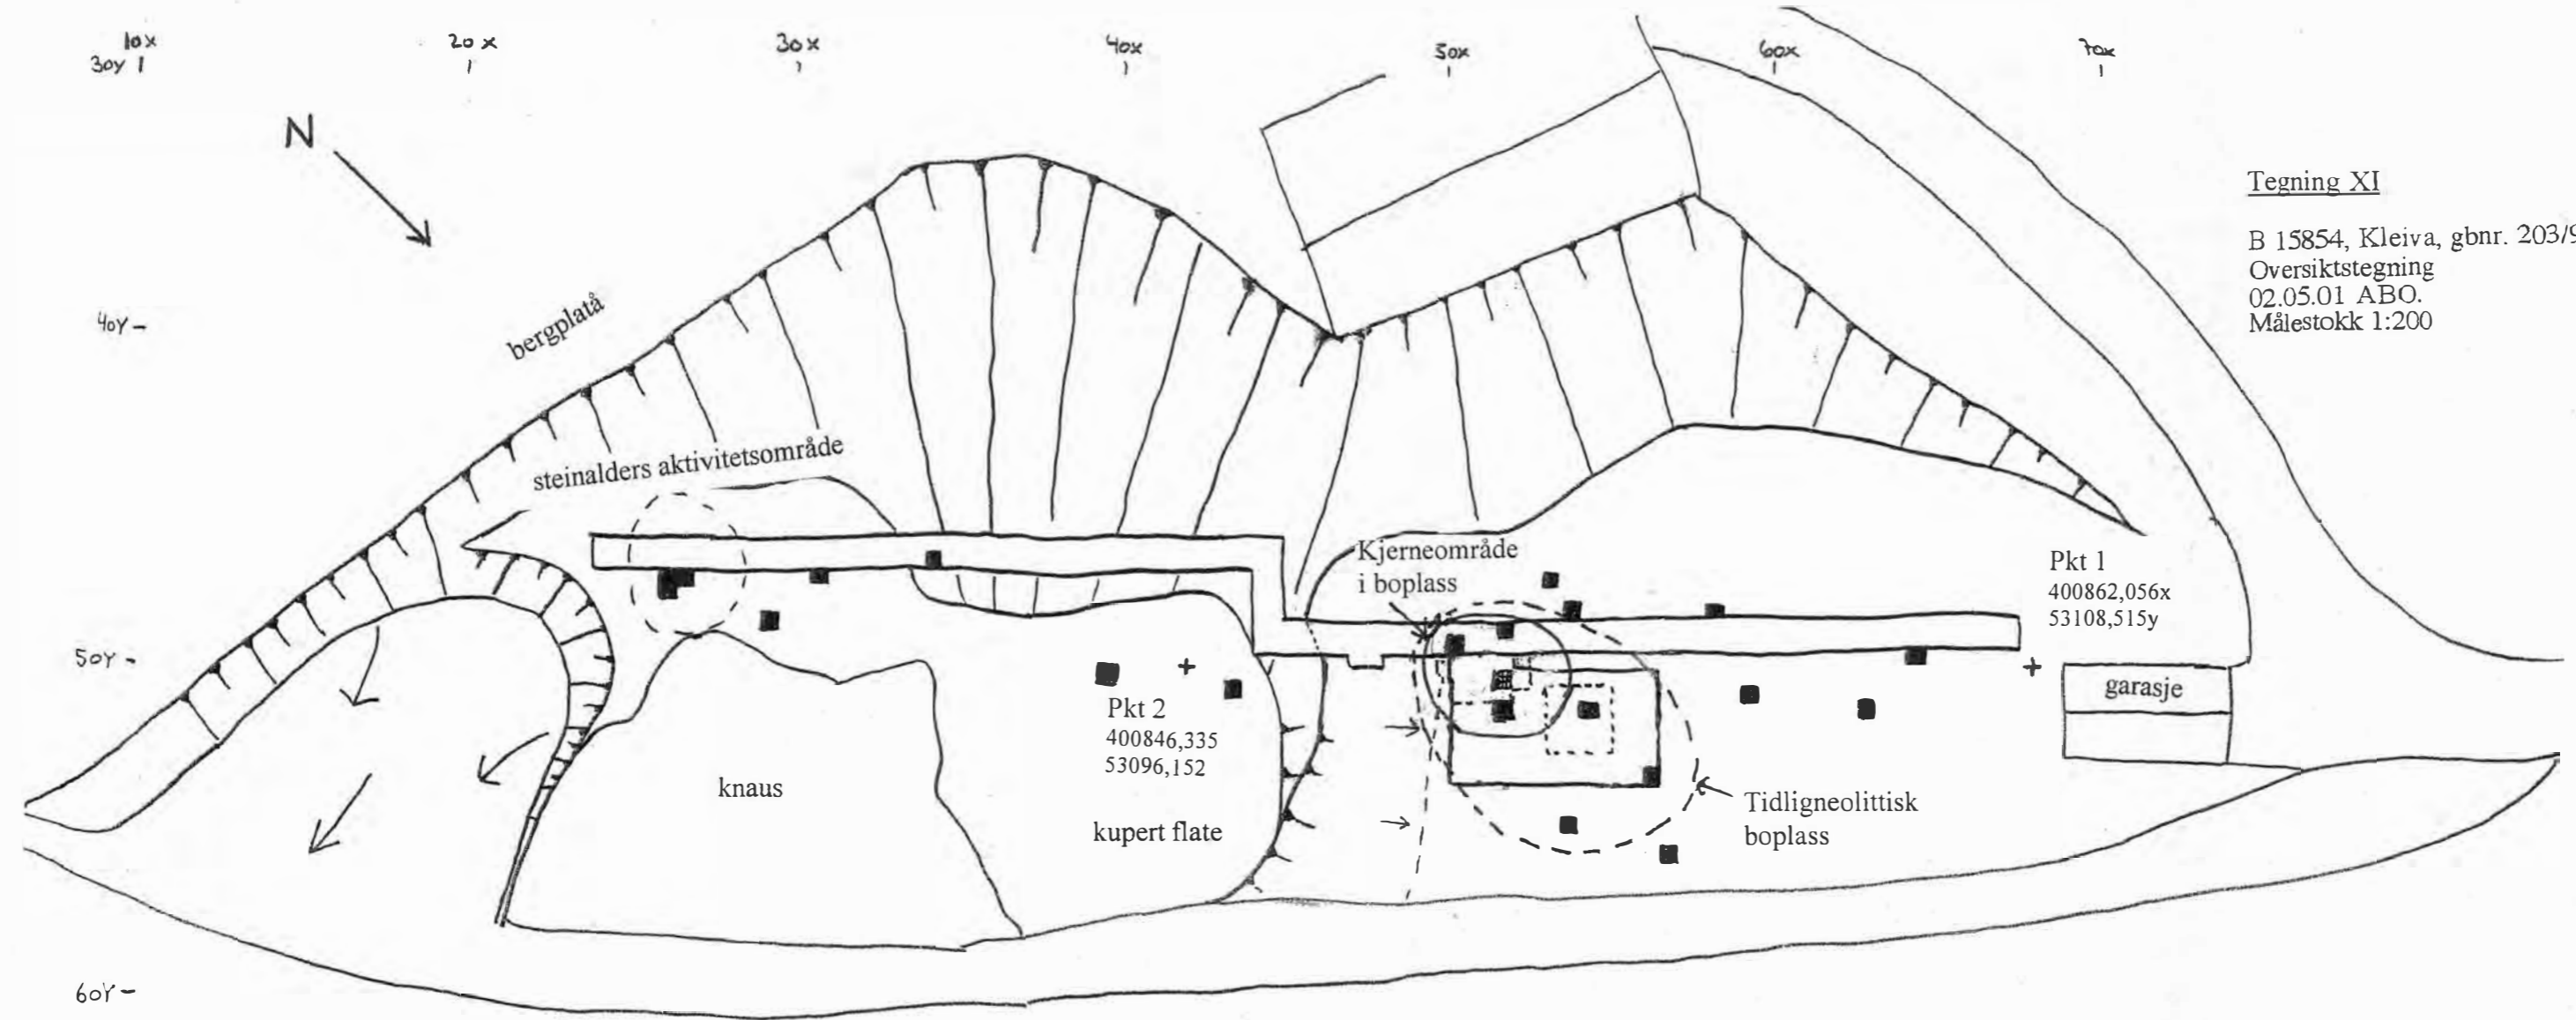 10x 20x 30x 40x 50x 60x 70x
30y
N
Tegning XI
B 15854, Kleiva, gbnr. 203/9
Oversiktstegning
02.05.01 ABO.
Målestokk 1:200
40y
bergplatå
steinalders aktivitetsområde
Kjerneområde
i boplass
Pkt 1
400862,056x
53108,515y
50y
garasje
Pkt 2
400846,335
53096,152
knaus
kupert flate
Tidligneolittisk
boplass
60y